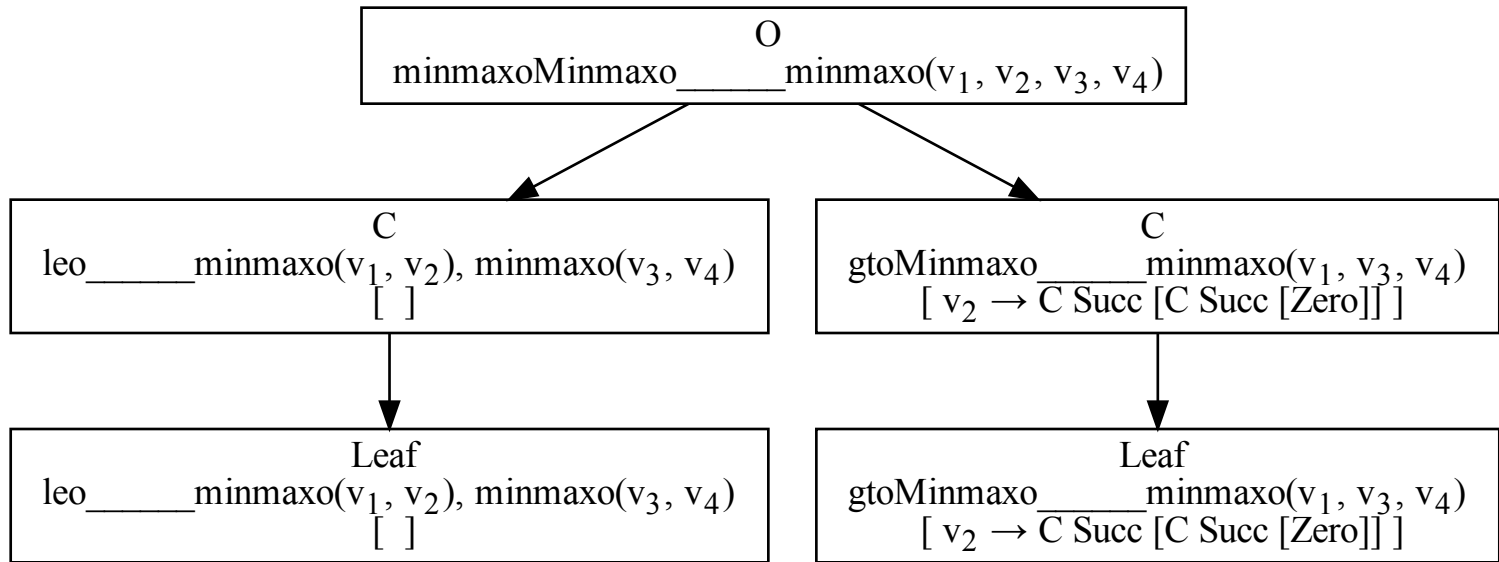 O
minmaxoMinmaxo______minmaxo(v₁, v₂, v₃, v₄)
C
leo______minmaxo(v₁, v₂), minmaxo(v₃, v₄)
[ ]
C
gtoMinmaxo______minmaxo(v₁, v₃, v₄)
[ v₂ → C Succ [C Succ [Zero]] ]
Leaf
leo______minmaxo(v₁, v₂), minmaxo(v₃, v₄)
[ ]
Leaf
gtoMinmaxo______minmaxo(v₁, v₃, v₄)
[ v₂ → C Succ [C Succ [Zero]] ]